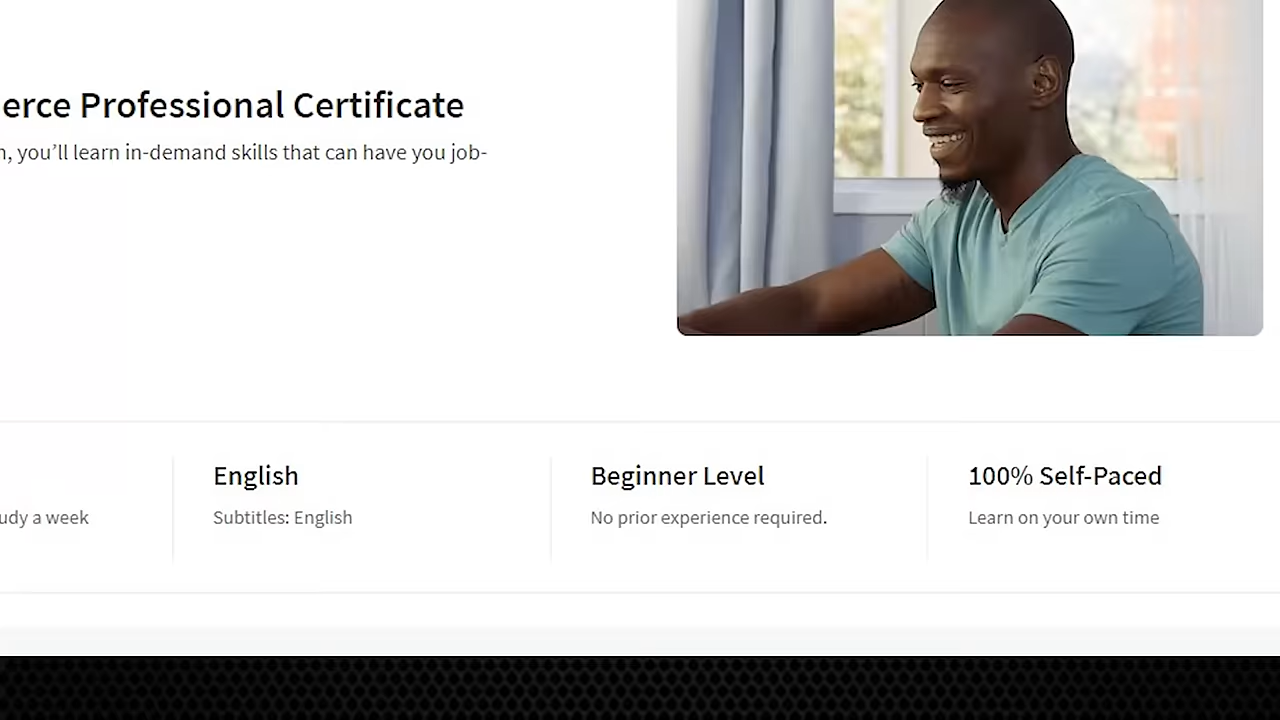 erce Professional Certificate
n, you’ll learn in-demand skills that can have you job-
English
Beginner Level
100% Self-Paced
udy a week
Subtitles: English
No prior experience required.
Learn on your own time